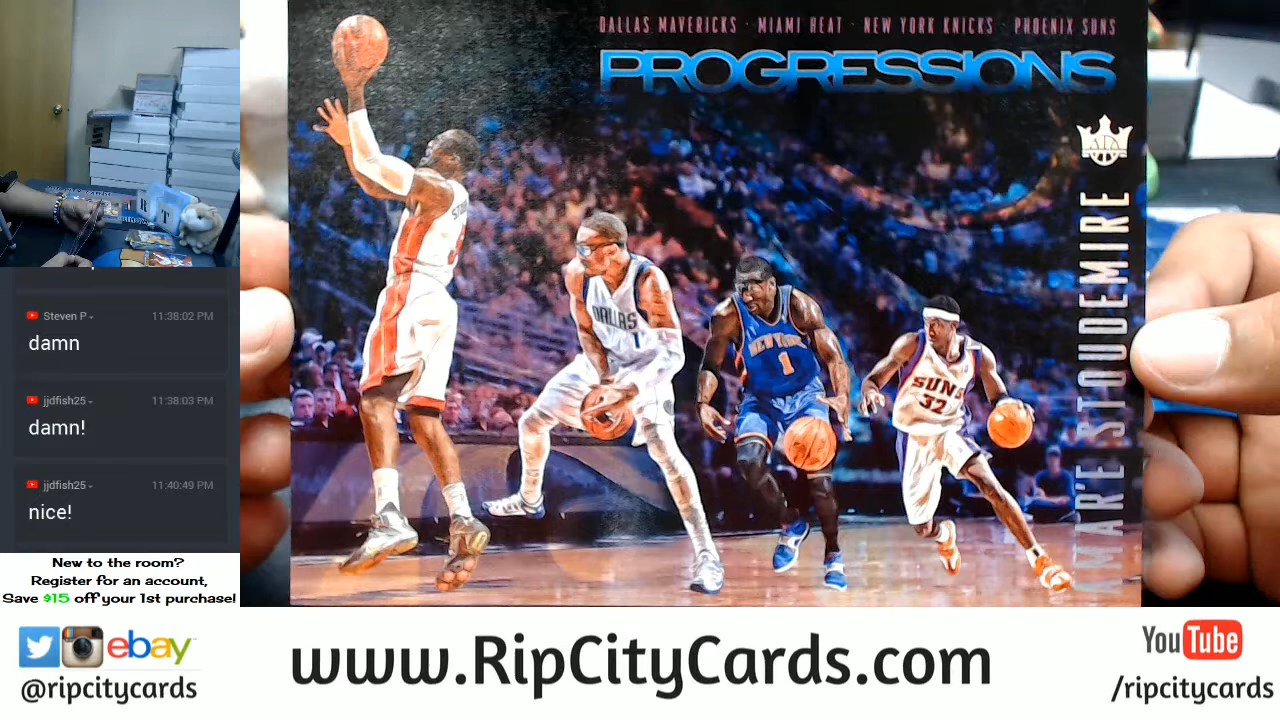 DALLAS MAVERICKS · MIAMI HEAT · NEW YORK KNICKS · PHOENIX SUNS
PROGRESSIONS
AMAR'E STOUDEMIRE
DALLAS
1
NEW YORK
1
SUNS
32
R T
Steven P
11:38:02 PM
damn
jjdfish25
11:38:03 PM
damn!
jjdfish25
11:40:49 PM
nice!
New to the room?
Register for an account,
Save $15 off your 1st purchase!
ebay
@ripcitycards
www.RipCityCards.com
YouTube
/ripcitycards